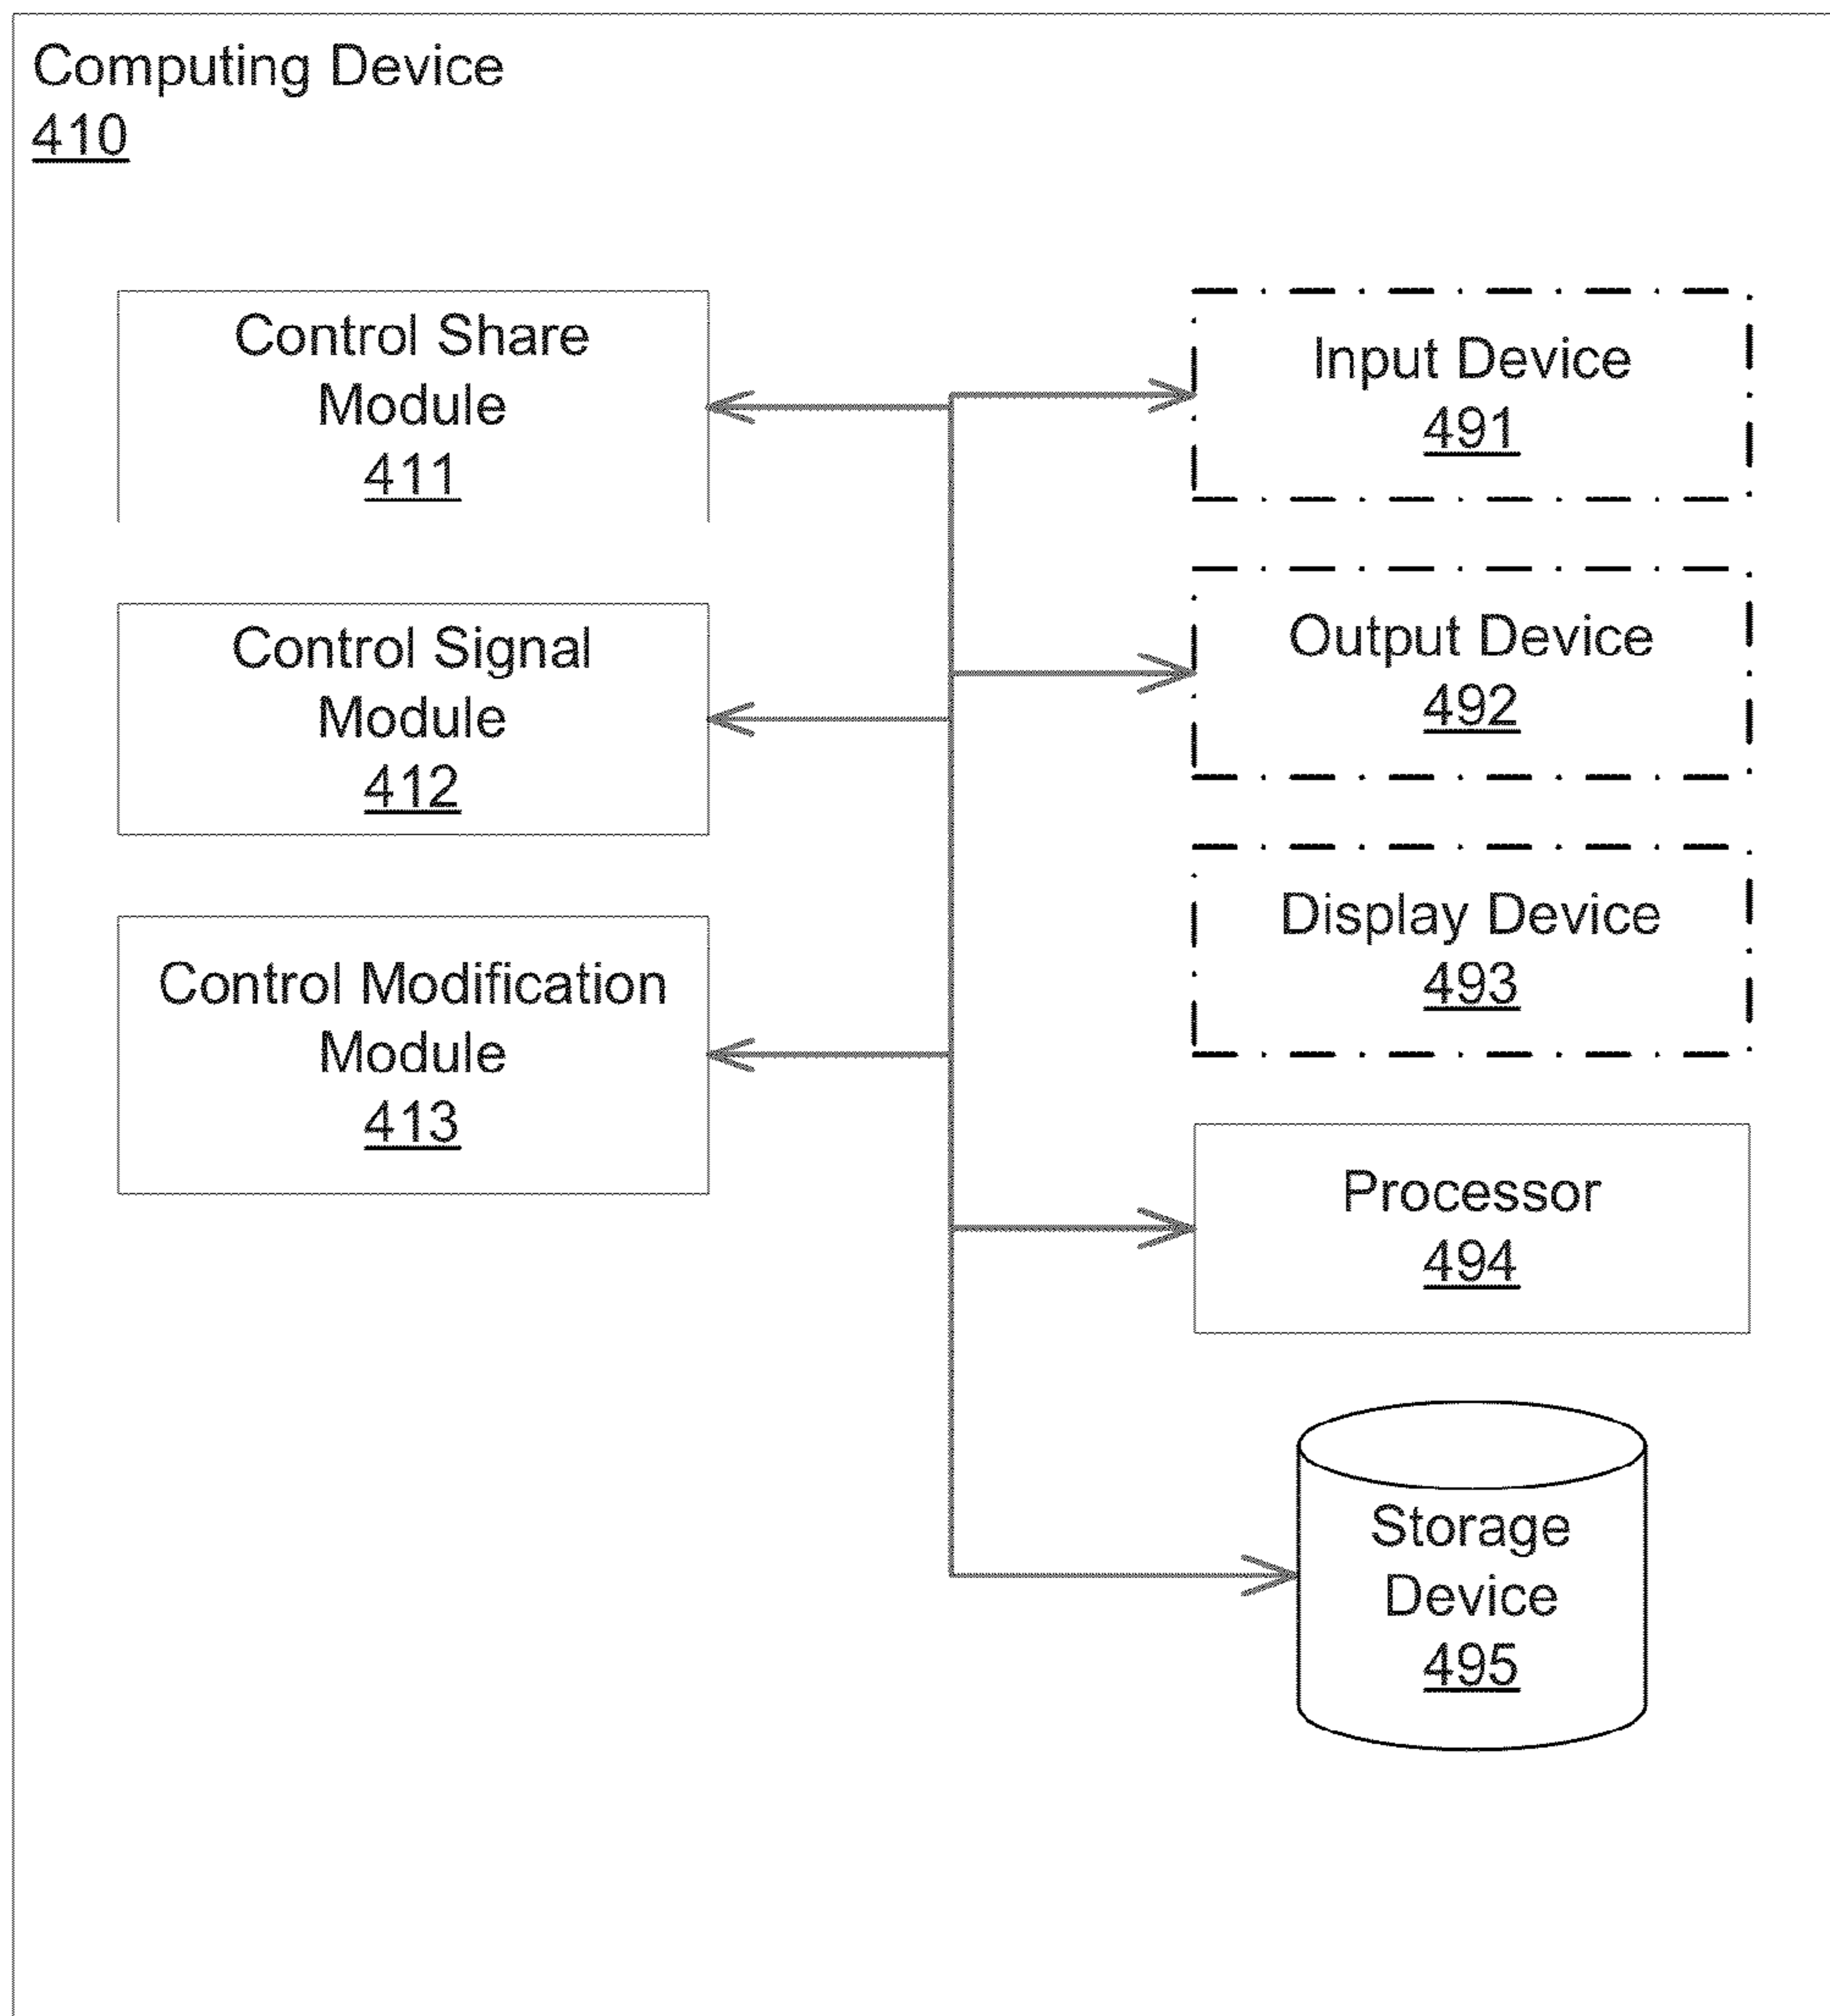 Computing Device
410
Control Share
Module
411
Control Signal
Module
412
Control Modification
Module
413
Input Device
491
Output Device
492
Display Device
493
Processor
494
Storage
Device
495